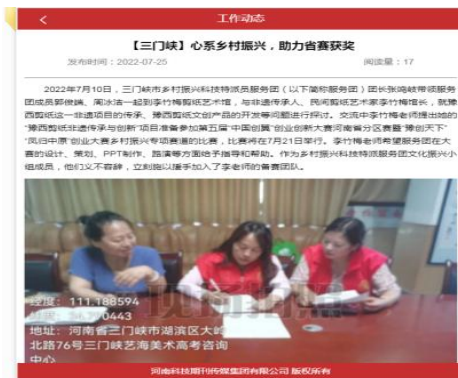 工作动态
【三门峡】心系乡村振兴，助力省赛获奖
发布时间：2022-07-25 阅读量：17
2022年7月10日，三门峡市乡村振兴科技特派员服务团（以下简称服务团）团长张鸣岐带领服务
团成员郭俊端、周冰洁一起到李竹梅剪纸艺术馆，与非遗传承人、民间剪纸艺术家李竹梅馆长，就豫
西剪纸这一非遗项目的传承、豫西剪纸文创产品的开发等问题进行探讨。交流中李竹梅老师提出她的
“豫西剪纸非遗传承与创新”项目准备参加第五届“中国创翼”创业创新大赛河南省分区赛暨“豫创天下”
“凤归中原”创业大赛乡村振兴专项赛道的比赛，比赛将在7月21日举行。李竹梅老师希望服务团在大
赛的设计、策划、PPT制作、路演等方面给予指导和帮助。作为乡村振兴科技特派服务团文化振兴小
组成员，他们义不容辞，立刻施以援手加入了李老师的备赛团队。
现场拍照
经度：111.188594
地址：河南省三门峡市湖滨区大岭
北路76号三门峡艺海美术高考咨询
中心
河南科技期刊传媒集团有限公司 版权所有